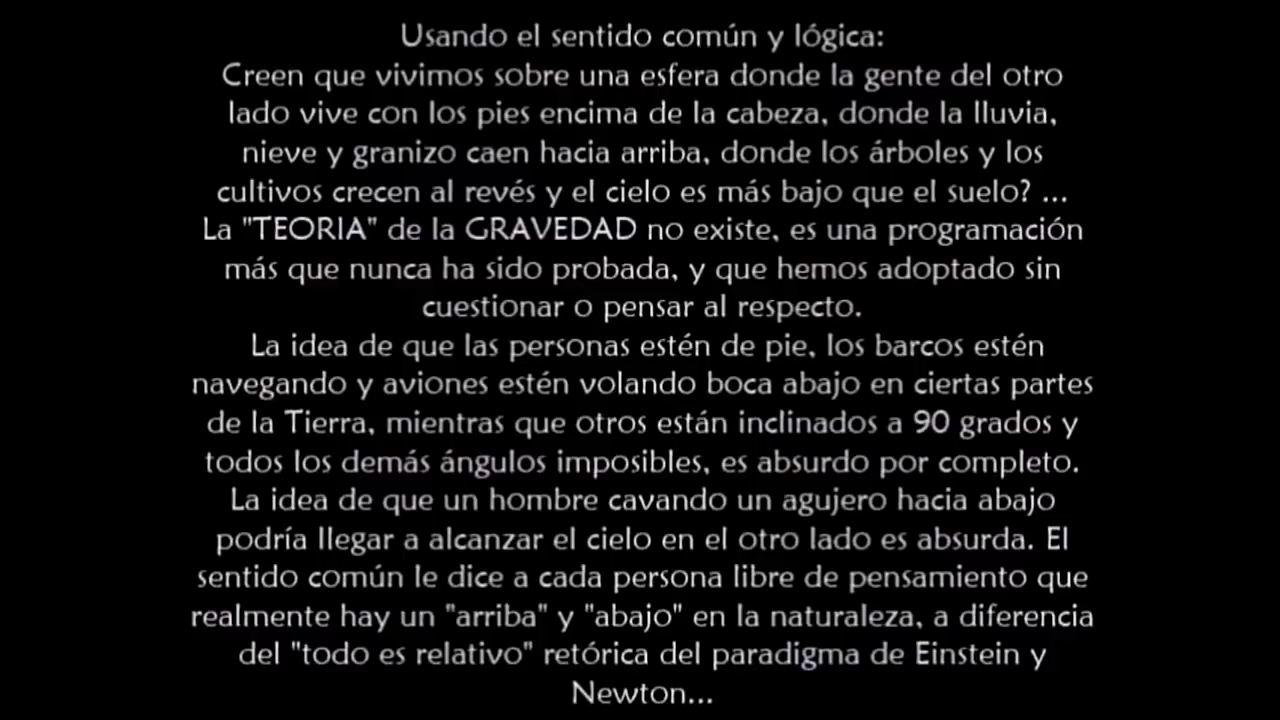 Usando el sentido común y lógica:
Creen que vivimos sobre una esfera donde la gente del otro
lado vive con los pies encima de la cabeza, donde la lluvia,
nieve y granizo caen hacia arriba, donde los árboles y los
cultivos crecen al revés y el cielo es más bajo que el suelo? ...
La "TEORIA" de la GRAVEDAD no existe, es una programación
más que nunca ha sido probada, y que hemos adoptado sin
cuestionar o pensar al respecto.
La idea de que las personas estén de pie, los barcos estén
navegando y aviones estén volando boca abajo en ciertas partes
de la Tierra, mientras que otros están inclinados a 90 grados y
todos los demás ángulos imposibles, es absurdo por completo.
La idea de que un hombre cavando un agujero hacia abajo
podría llegar a alcanzar el cielo en el otro lado es absurda. El
sentido común le dice a cada persona libre de pensamiento que
realmente hay un "arriba" y "abajo" en la naturaleza, a diferencia
del "todo es relativo" retórica del paradigma de Einstein y
Newton...